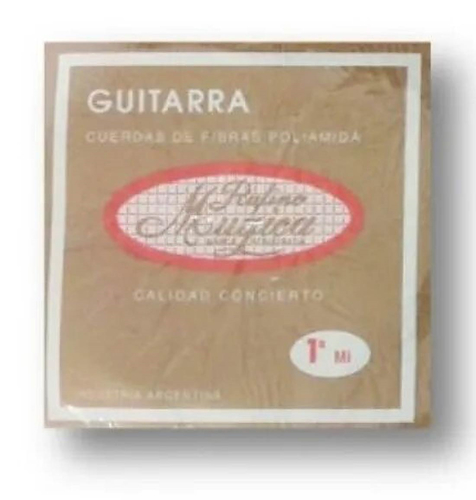 GUITARRA
CUERDAS DE FIBRAS POLIAMIDA
Rufino
Mugica
CALIDAD CONCIERTO
1ª MI
INDUSTRIA ARGENTINA